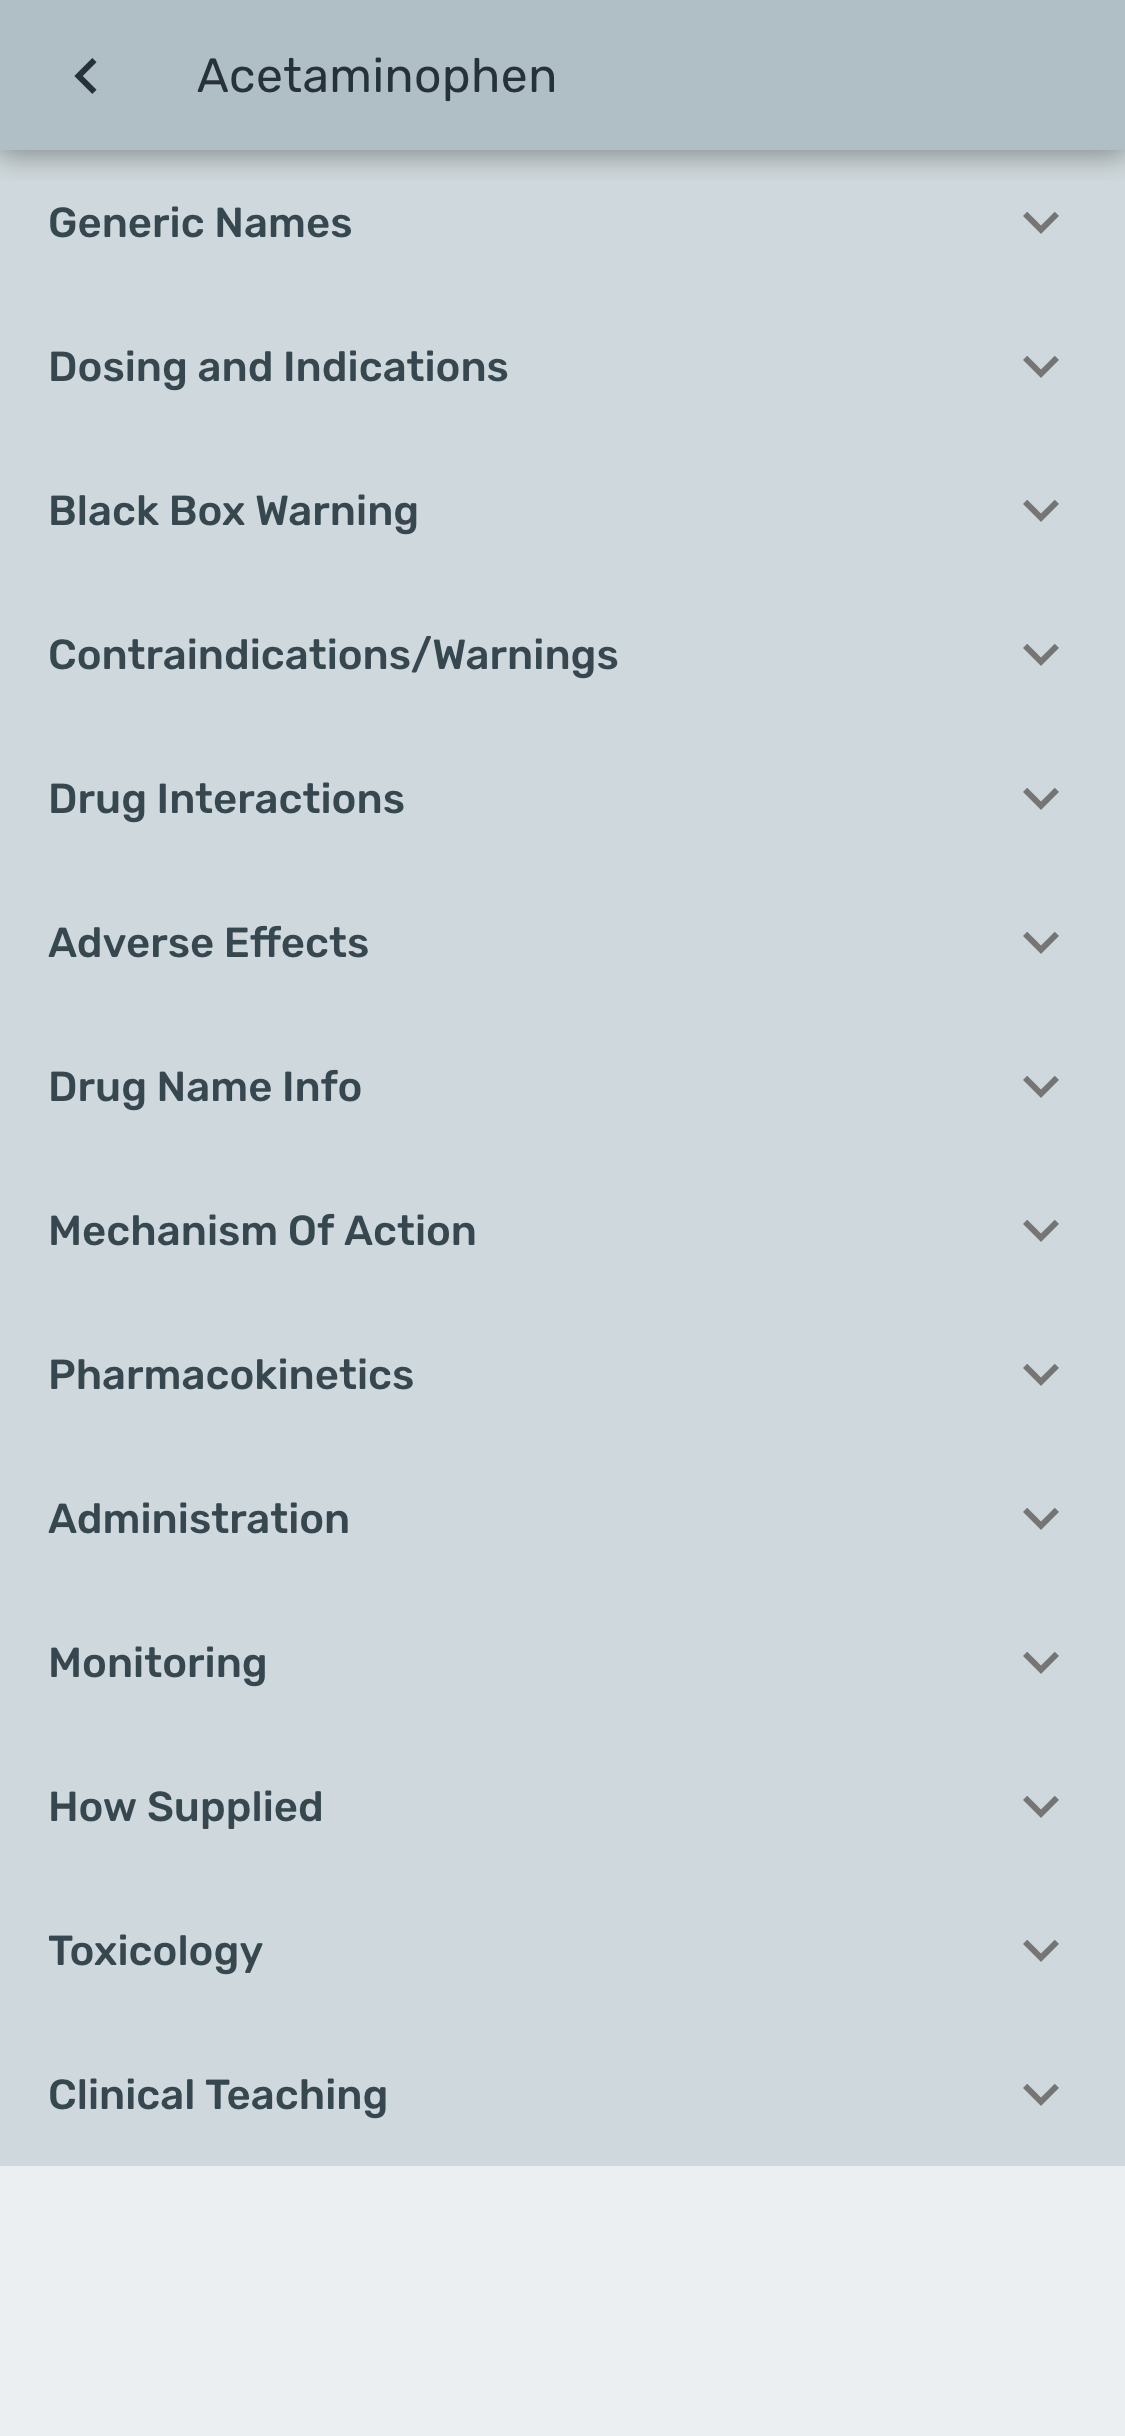 Acetaminophen
Generic Names
Dosing and Indications
Black Box Warning
Contraindications/Warnings
Drug Interactions
Adverse Effects
Drug Name Info
Mechanism Of Action
Pharmacokinetics
Administration
Monitoring
How Supplied
Toxicology
Clinical Teaching